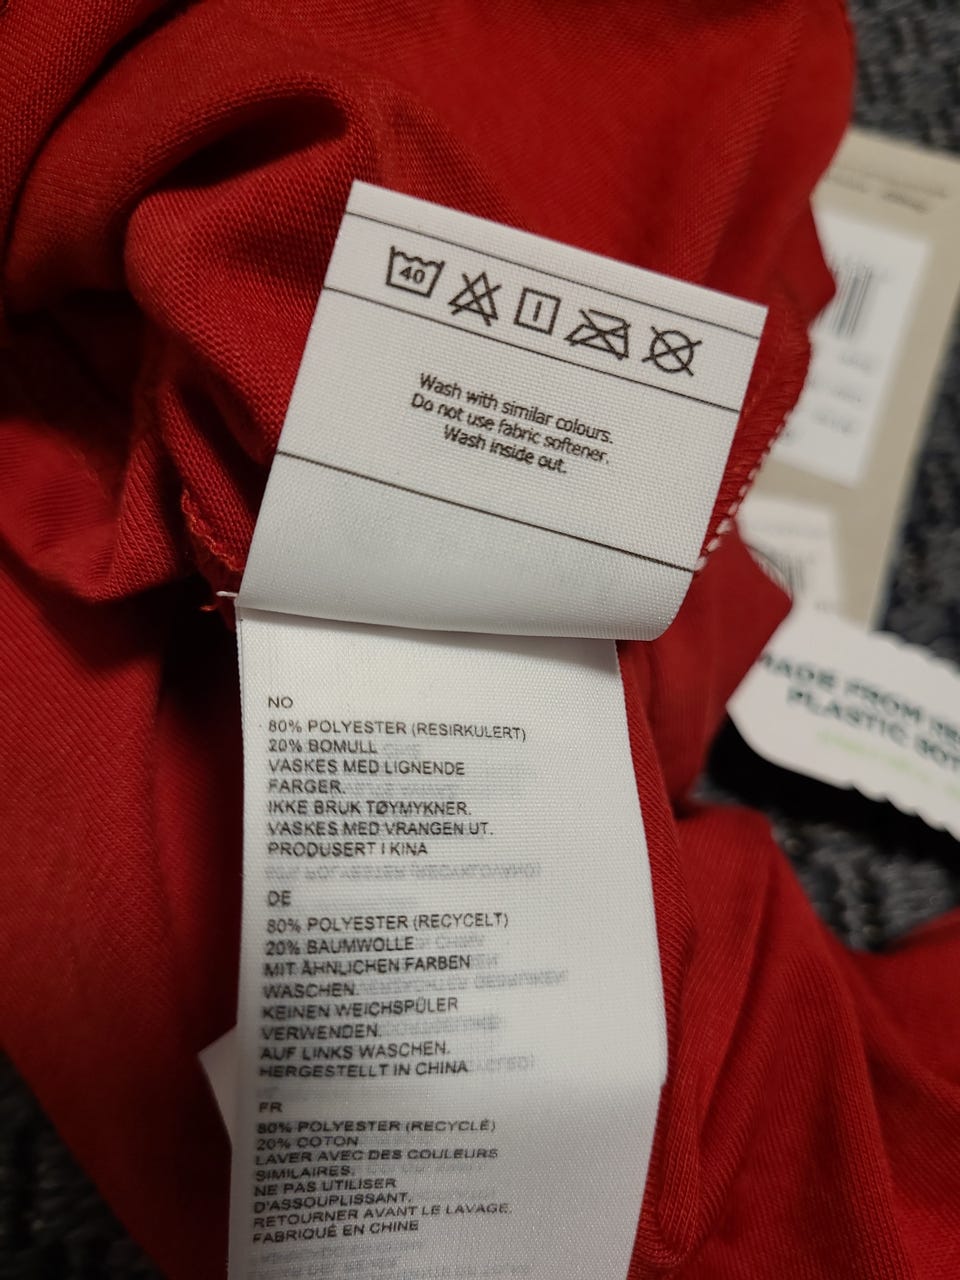 40
Wash with similar colours.
Do not use fabric softener.
Wash inside out.
NO
80% POLYESTER (RESIRKULERT)
20% BOMULL
VASKES MED LIGNENDE
FARGER.
IKKE BRUK TØYMYKNER.
VASKES MED VRANGEN UT.
PRODUSERT I KINA
DE
80% POLYESTER (RECYCELT)
20% BAUMWOLLE
MIT ÄHNLICHEN FARBEN
WASCHEN.
KEINEN WEICHSPÜLER
VERWENDEN.
AUF LINKS WASCHEN.
HERGESTELLT IN CHINA
FR
80% POLYESTER (RECYCLÉ)
20% COTON
LAVER AVEC DES COULEURS
SIMILAIRES.
NE PAS UTILISER
D'ASSOUPLISSANT.
RETOURNER AVANT LE LAVAGE.
FABRIQUÉ EN CHINE
MADE FROM
PLASTIC